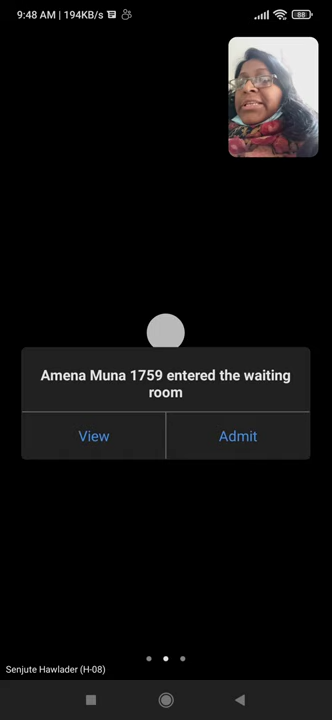 9:48 AM | 194KB/s
88
Amena Muna 1759 entered the waiting
room
View
Admit
Senjute Hawlader (H-08)